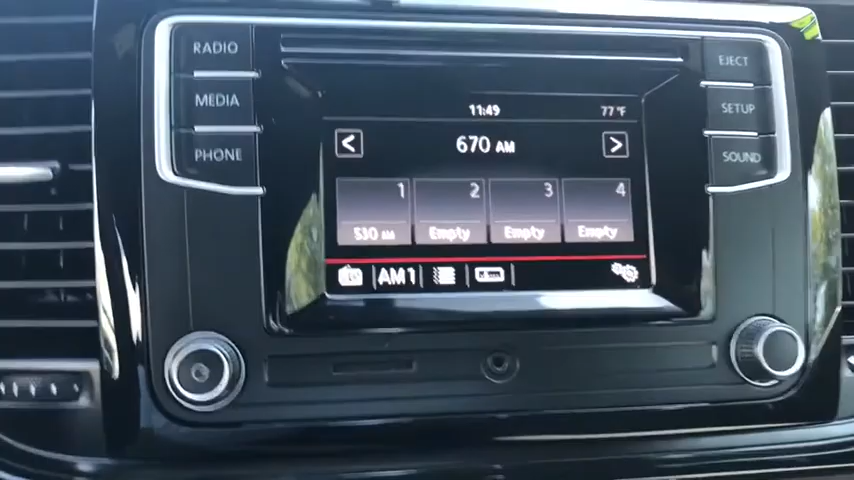 RADIO
MEDIA
PHONE
EJECT
SETUP
SOUND
11:49 77°F
< 670 AM >
1 2 3 4
530 AM Empty Empty Empty
AM1